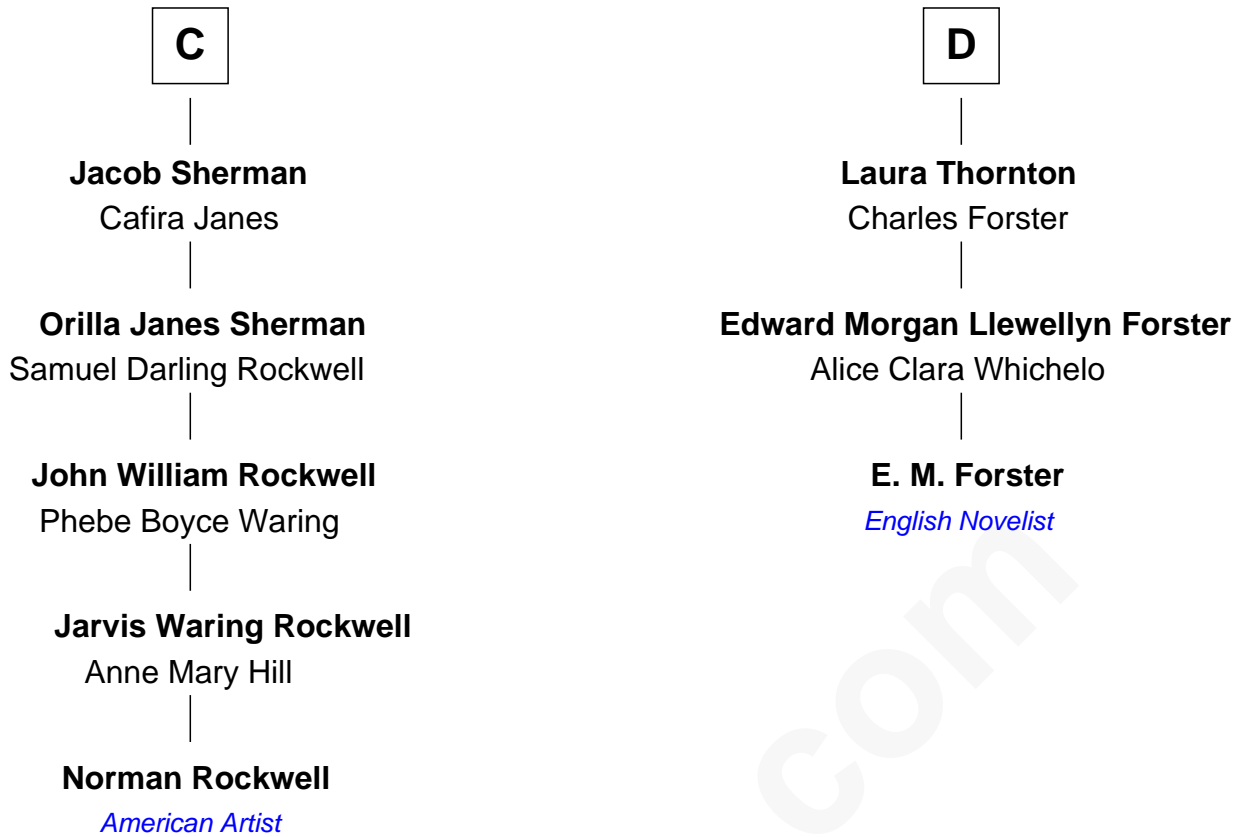 C
Jacob Sherman
Cafira Janes
Orilla Janes Sherman
Samuel Darling Rockwell
John William Rockwell
Phebe Boyce Waring
Jarvis Waring Rockwell
Anne Mary Hill
Norman Rockwell
American Artist
D
Laura Thornton
Charles Forster
Edward Morgan Llewellyn Forster
Alice Clara Whichelo
E. M. Forster
English Novelist
com